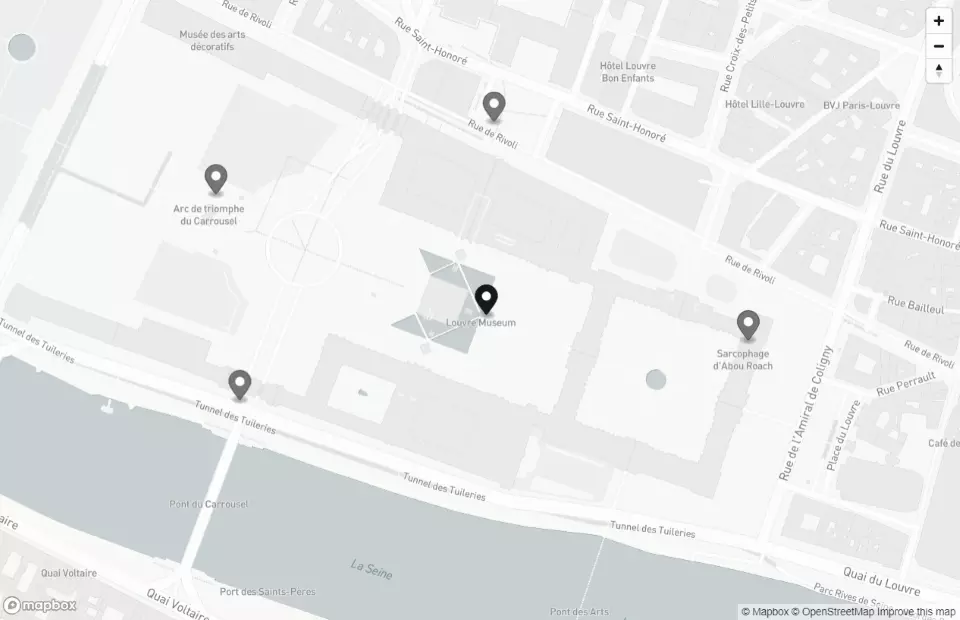 Rue de Rivoli
Musée des arts
décoratifs
Rue Saint-Honoré
Rue Croix-des-Petits
Hôtel Louvre
Bon Enfants
Hôtel Lille-Louvre
BVJ Paris-Louvre
Rue Saint-Honoré
Rue de Rivoli
Rue du Louvre
Arc de triomphe
du Carrousel
Rue Saint-Honoré
Rue de Rivoli
Rue Bailleul
Louvre Museum
Tunnel des Tuileries
Sarcophage
d'Abou Roach
Rue de Rivoli
Rue Perrault
Rue de l'Amiral de Coligny
Place du Louvre
Tunnel des Tuileries
Café de
Tunnel des Tuileries
Pont du Carrousel
Tunnel des Tuileries
Voltaire
La Seine
Quai Voltaire
Quai du Louvre
Quai Voltaire
Port des Saints-Pères
Parc Rives de Seine
Pont des Arts
mapbox
© Mapbox © OpenStreetMap Improve this map